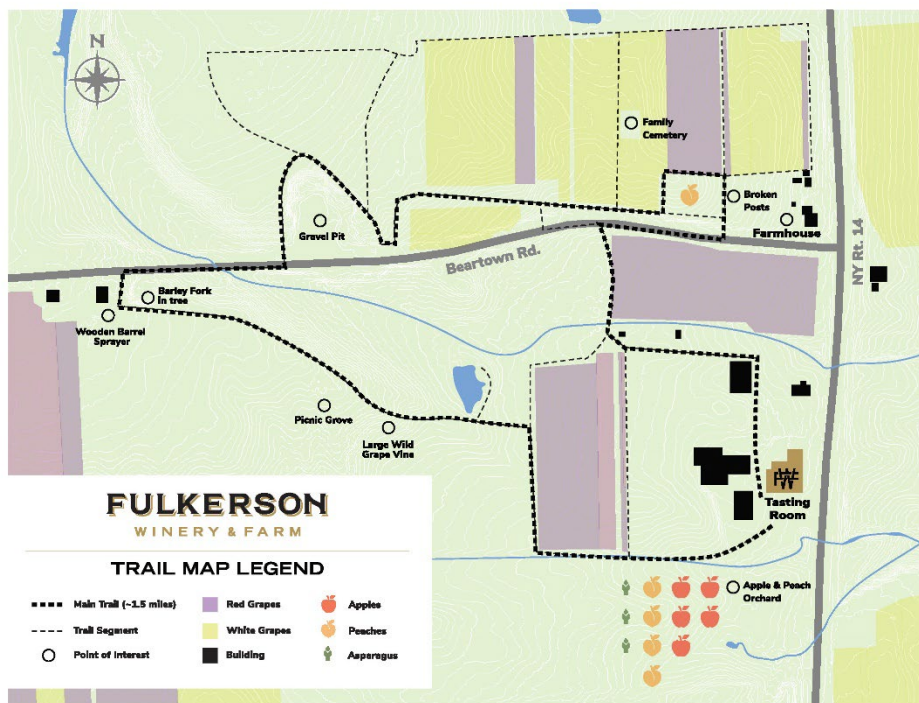 N
Family
Cemetery
Broken
Posts
Farmhouse
Gravel Pit
Beartown Rd.
NY Rt. 14
Barley Fork
In tree
Wooden Barrel
Sprayer
Picnic Grove
Large Wild
Grape Vine
W
Tasting
Room
Apple & Peach
Orchard
FULKERSON
WINERY & FARM
TRAIL MAP LEGEND
Main Trail (~1.5 miles)
Red Grapes
Apples
Trail Segment
White Grapes
Peaches
Point of Interest
Building
Asparagus